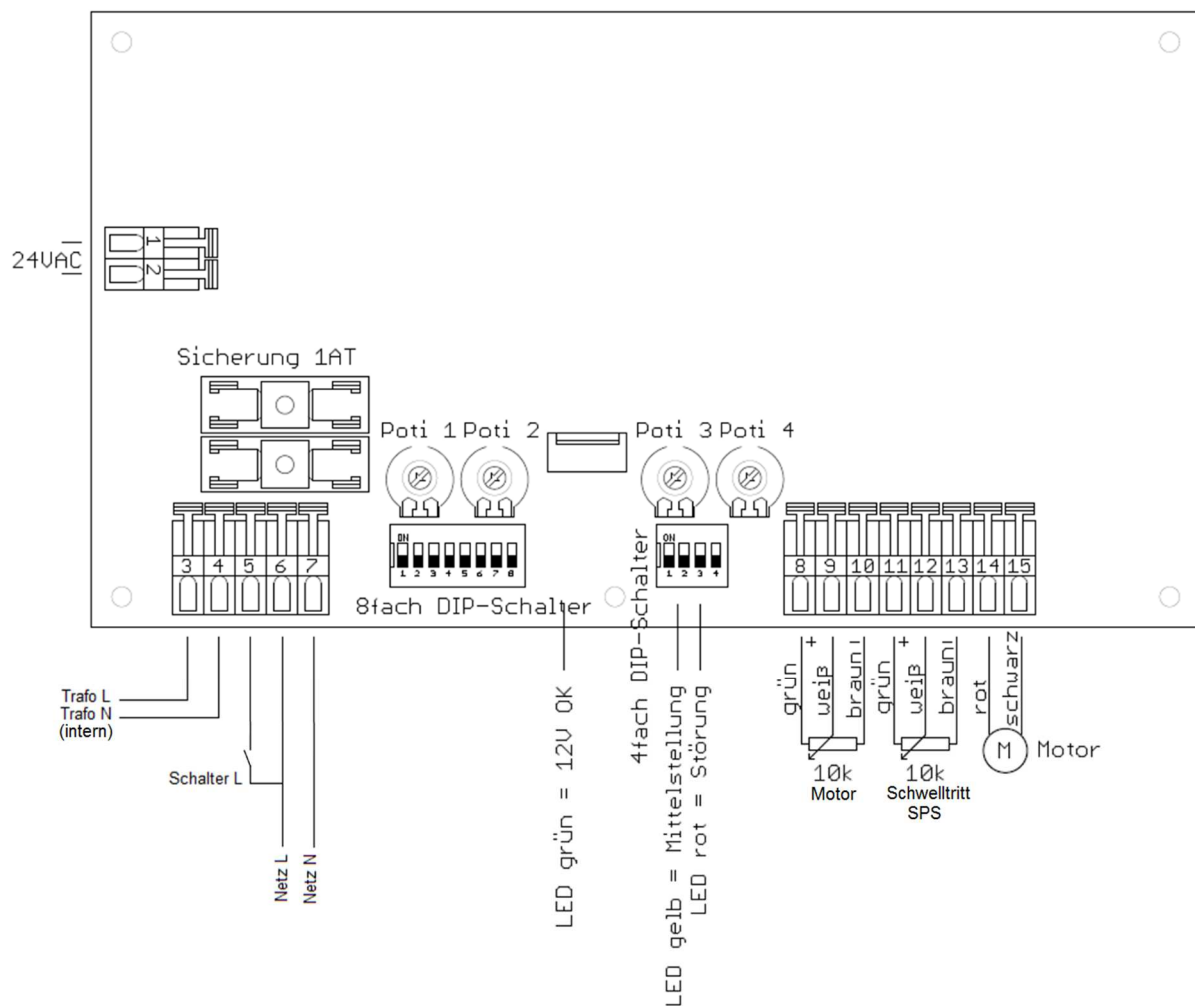 24VAC
1
2
Sicherung 1AT
Poti 1 Poti 2
Poti 3 Poti 4
3 4 5 6 7
ON
1 2 3 4 5 6 7 8
8fach DIP-Schalter
ON
1 2 3 4
4fach DIP-Schalter
8 9 10 11 12 13 14 15
Trafo L
Trafo N
(intern)
Schalter L
Netz L
Netz N
LED grün = 12V OK
LED gelb = Mittelstellung
LED rot = Störung
grün
+
weiß
braun
grün
+
weiß
braun
rot
schwarz
10k
Motor
10k
Schwelltritt
SPS
M
Motor